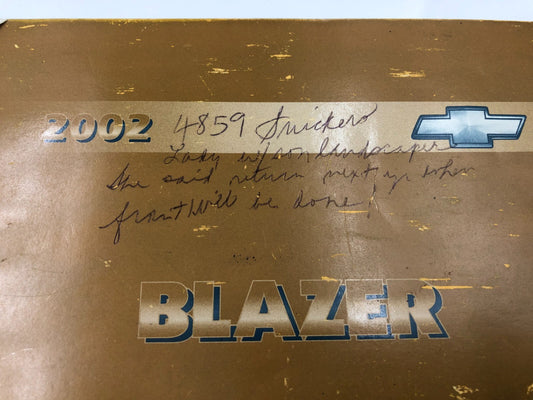 2002 4859 Snickers
Lady w/ son landscaper
She said return next yr when
front will be done!
BLAZER